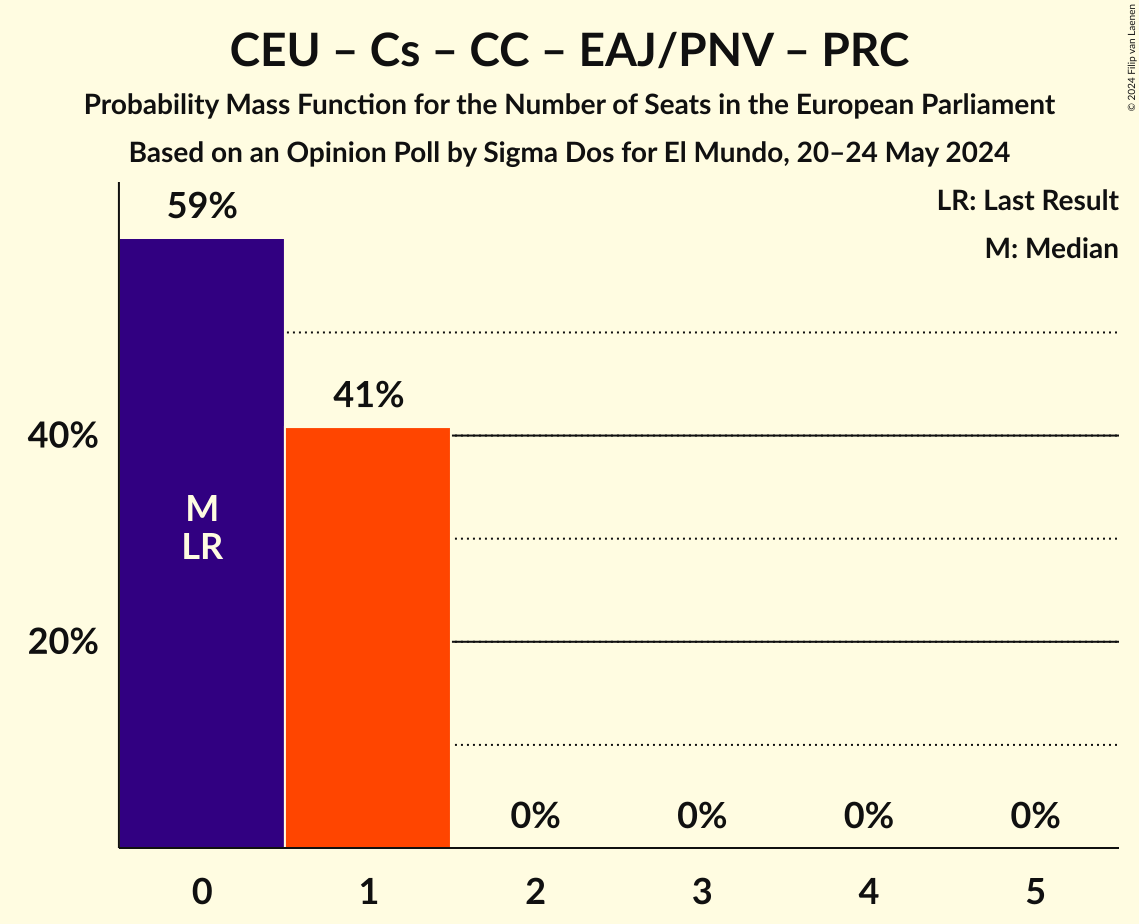 CEU – Cs – CC – EAJ/PNV – PRC
Probability Mass Function for the Number of Seats in the European Parliament
Based on an Opinion Poll by Sigma Dos for El Mundo, 20–24 May 2024
© 2024 Filip van Laenen
LR: Last Result
M: Median
59%
41%
40%
M
LR
20%
0% 0% 0% 0%
0 1 2 3 4 5